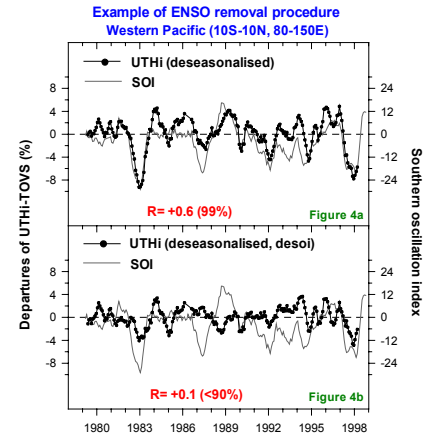 Example of ENSO removal procedure
Western Pacific (10S-10N, 80-150E)
UTHi (deseasonalised)
SOI
8
4
0
-4
-8
24
12
0
-12
-24
R= +0.6 (99%)
Figure 4a
Departures of UTHi-TOVS (%)
Southern oscillation index
UTHi (deseasonalised, desoi)
SOI
8
4
0
-4
-8
24
12
0
-12
-24
R= +0.1 (<90%)
Figure 4b
1980 1983 1986 1989 1992 1995 1998